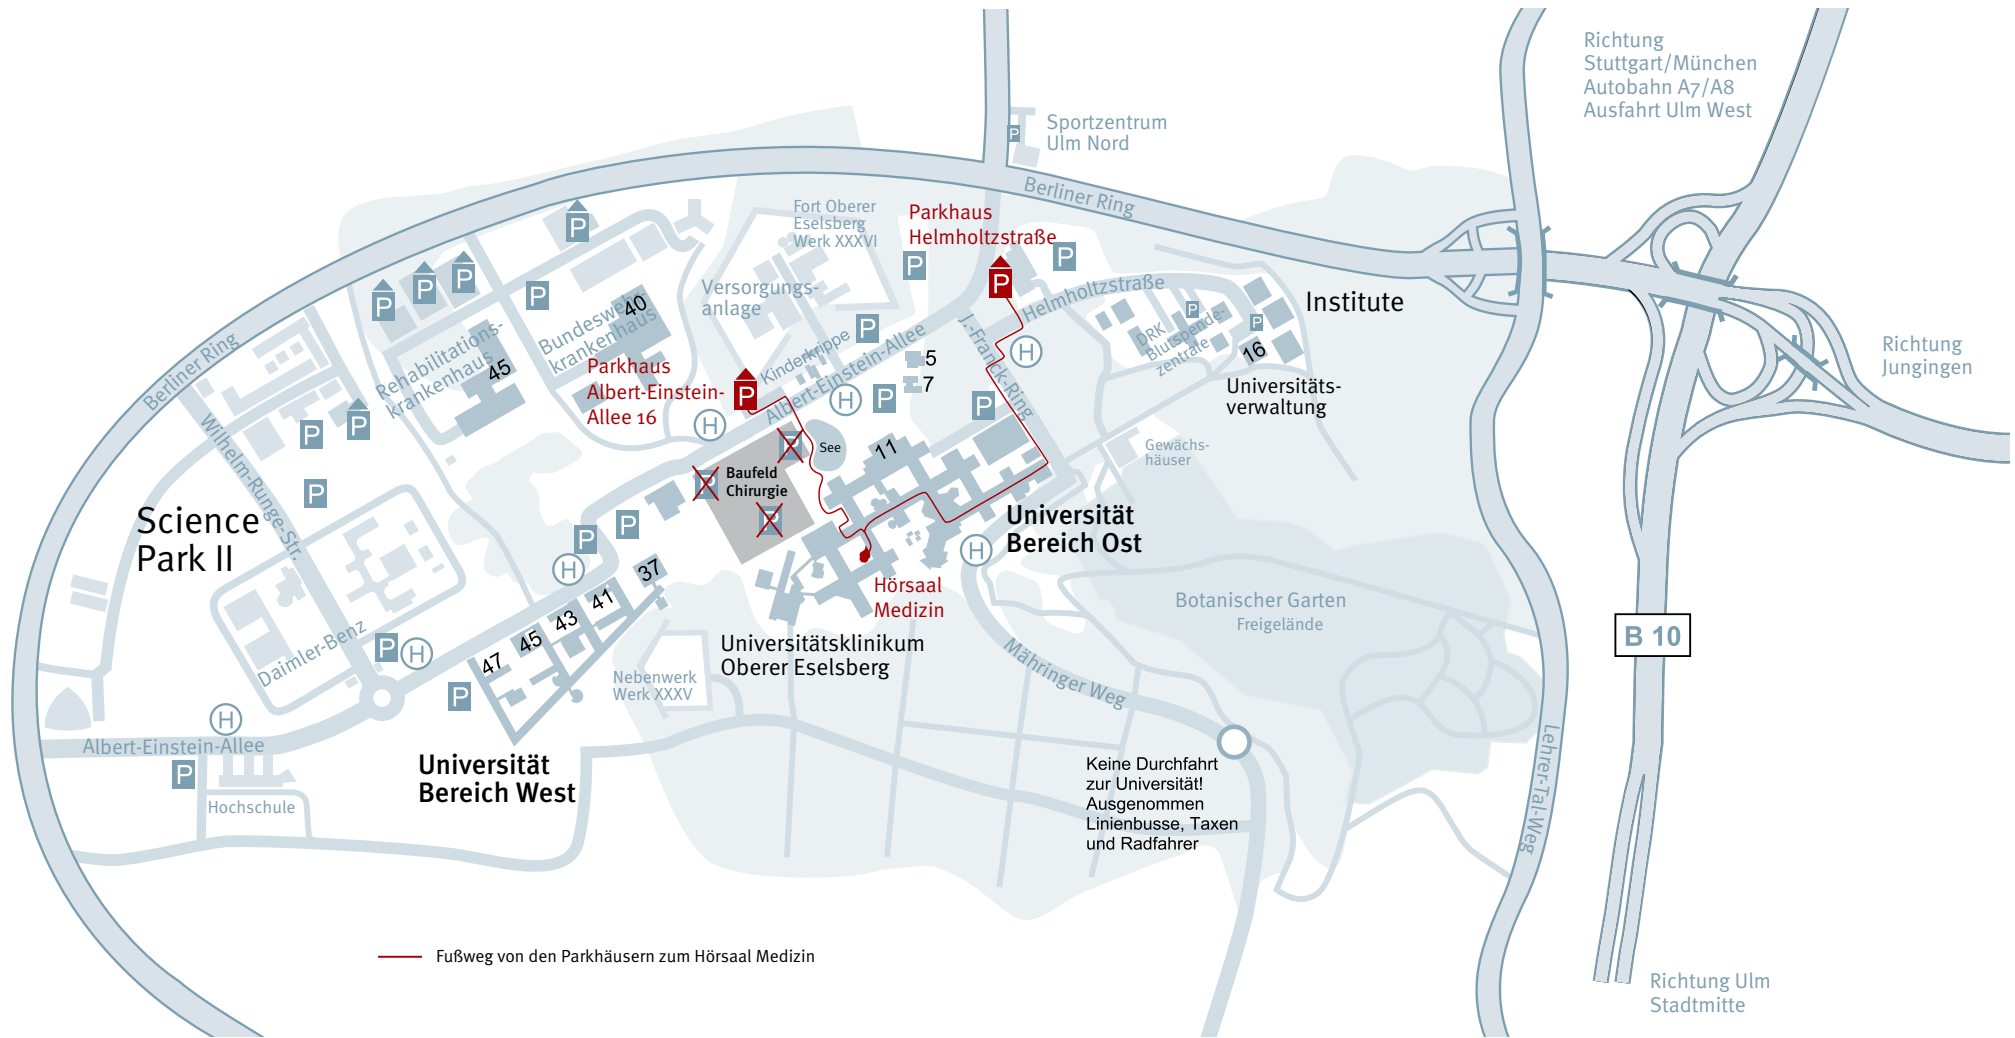 Richtung
Stuttgart/München
Autobahn A7/A8
Ausfahrt Ulm West
P
Sportzentrum
Ulm Nord
Berliner Ring
Fort Oberer
Eselsberg
Werk XXXVI
Parkhaus
Helmholtzstraße
P
P
P
P
P
P
P
P
P
Versorgungs-
anlage
Helmholtzstraße
Institute
40
Bundeswehr-
krankenhaus
P
P
DRK
Blutspende-
zentrale
16
Universitäts-
verwaltung
Richtung
Jungingen
Berliner Ring
Rehabilitations-
krankenhaus
45
Parkhaus
Albert-Einstein-
Allee 16
P
Kinderkrippe
P
Albert-Einstein-Allee
5
7
J.-Franck-Ring
H
H
H
P
P
P
P
P
Wilhelm-Runge-Str.
See
11
Gewächs-
häuser
P
P
P
Baufeld
Chirurgie
Science
Park II
Universität
Bereich Ost
P
P
H
H
37
41
43
45
47
Hörsaal
Medizin
Botanischer Garten
Freigelände
B 10
Daimler-Benz
P
H
P
Universitätsklinikum
Oberer Eselsberg
Nebenwerk
Werk XXXV
Mähringer Weg
H
Albert-Einstein-Allee
P
Hochschule
Universität
Bereich West
Keine Durchfahrt
zur Universität!
Ausgenommen
Linienbusse, Taxen
und Radfahrer
Lehrer-Tal-Weg
Fußweg von den Parkhäusern zum Hörsaal Medizin
Richtung Ulm
Stadtmitte